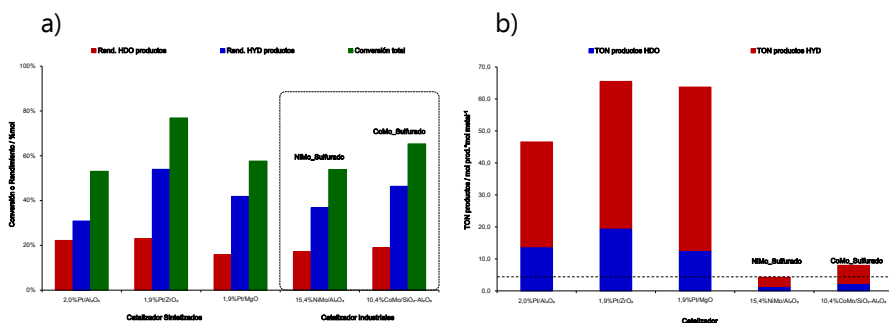 a)
Rend. HDO productos
Rend. HYD productos
Conversión total
100%
80%
60%
40%
20%
0%
Conversión o Rendimiento / %mol
NiMo_Sulfurado
CoMo_Sulfurado
2,0%Pt/Al₂O₃
1,9%Pt/ZrO₂
1,9%Pt/MgO
15,4%NiMo/Al₂O₃
10,4%CoMo/SiO₂-Al₂O₃
Catalizador Sintetizados
Catalizador Industriales
b)
TON productos HDO
TON productos HYD
70,0
60,0
50,0
40,0
30,0
20,0
10,0
0,0
TON productos / mol prod.*mol metal⁻¹
NiMo_Sulfurado
CoMo_Sulfurado
2,0%Pt/Al₂O₃
1,9%Pt/ZrO₂
1,9%Pt/MgO
15,4%NiMo/Al₂O₃
10,4%CoMo/SiO₂-Al₂O₃
Catalizador